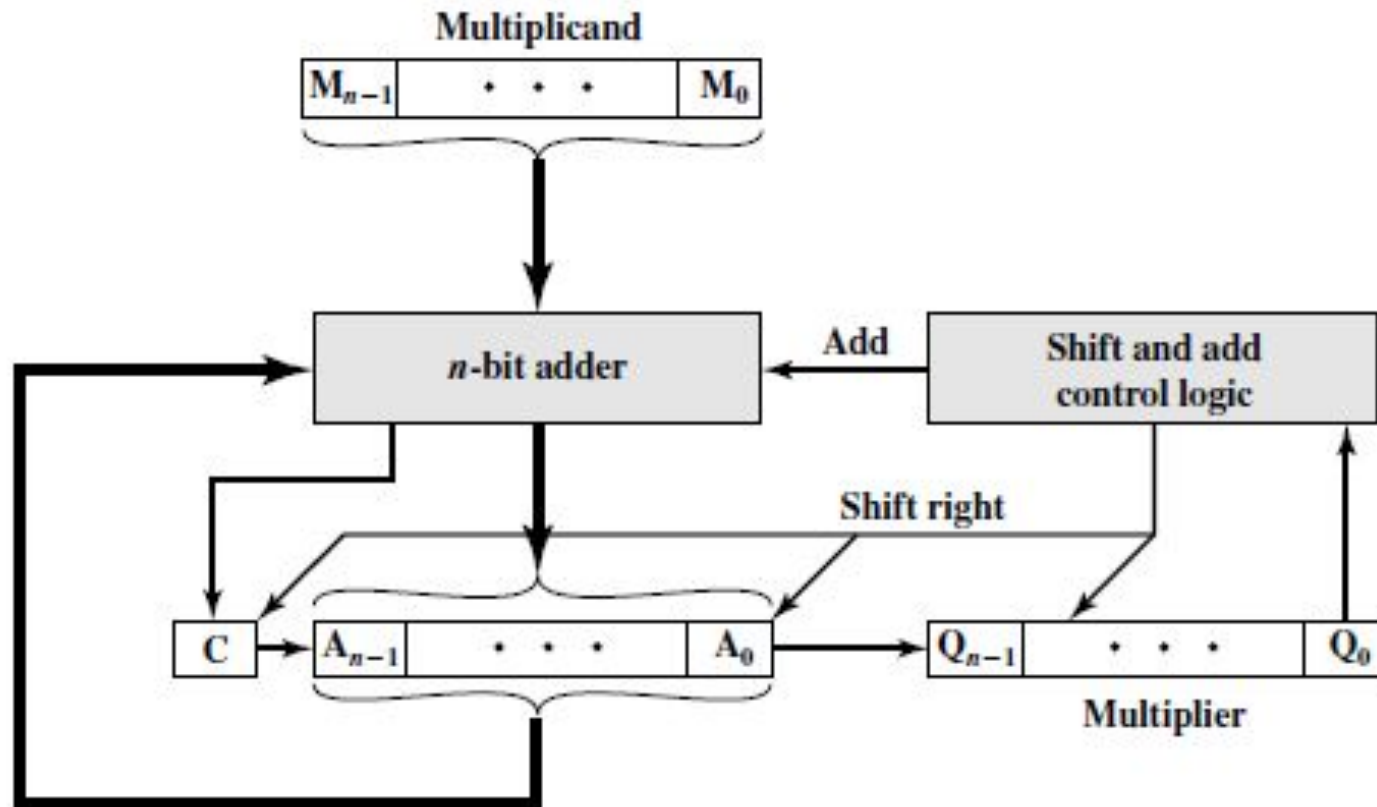 Multiplicand
Mn−1 · · · M0
n-bit adder
Add
Shift and add
control logic
Shift right
C
An−1 · · · A0
Qn−1 · · · Q0
Multiplier